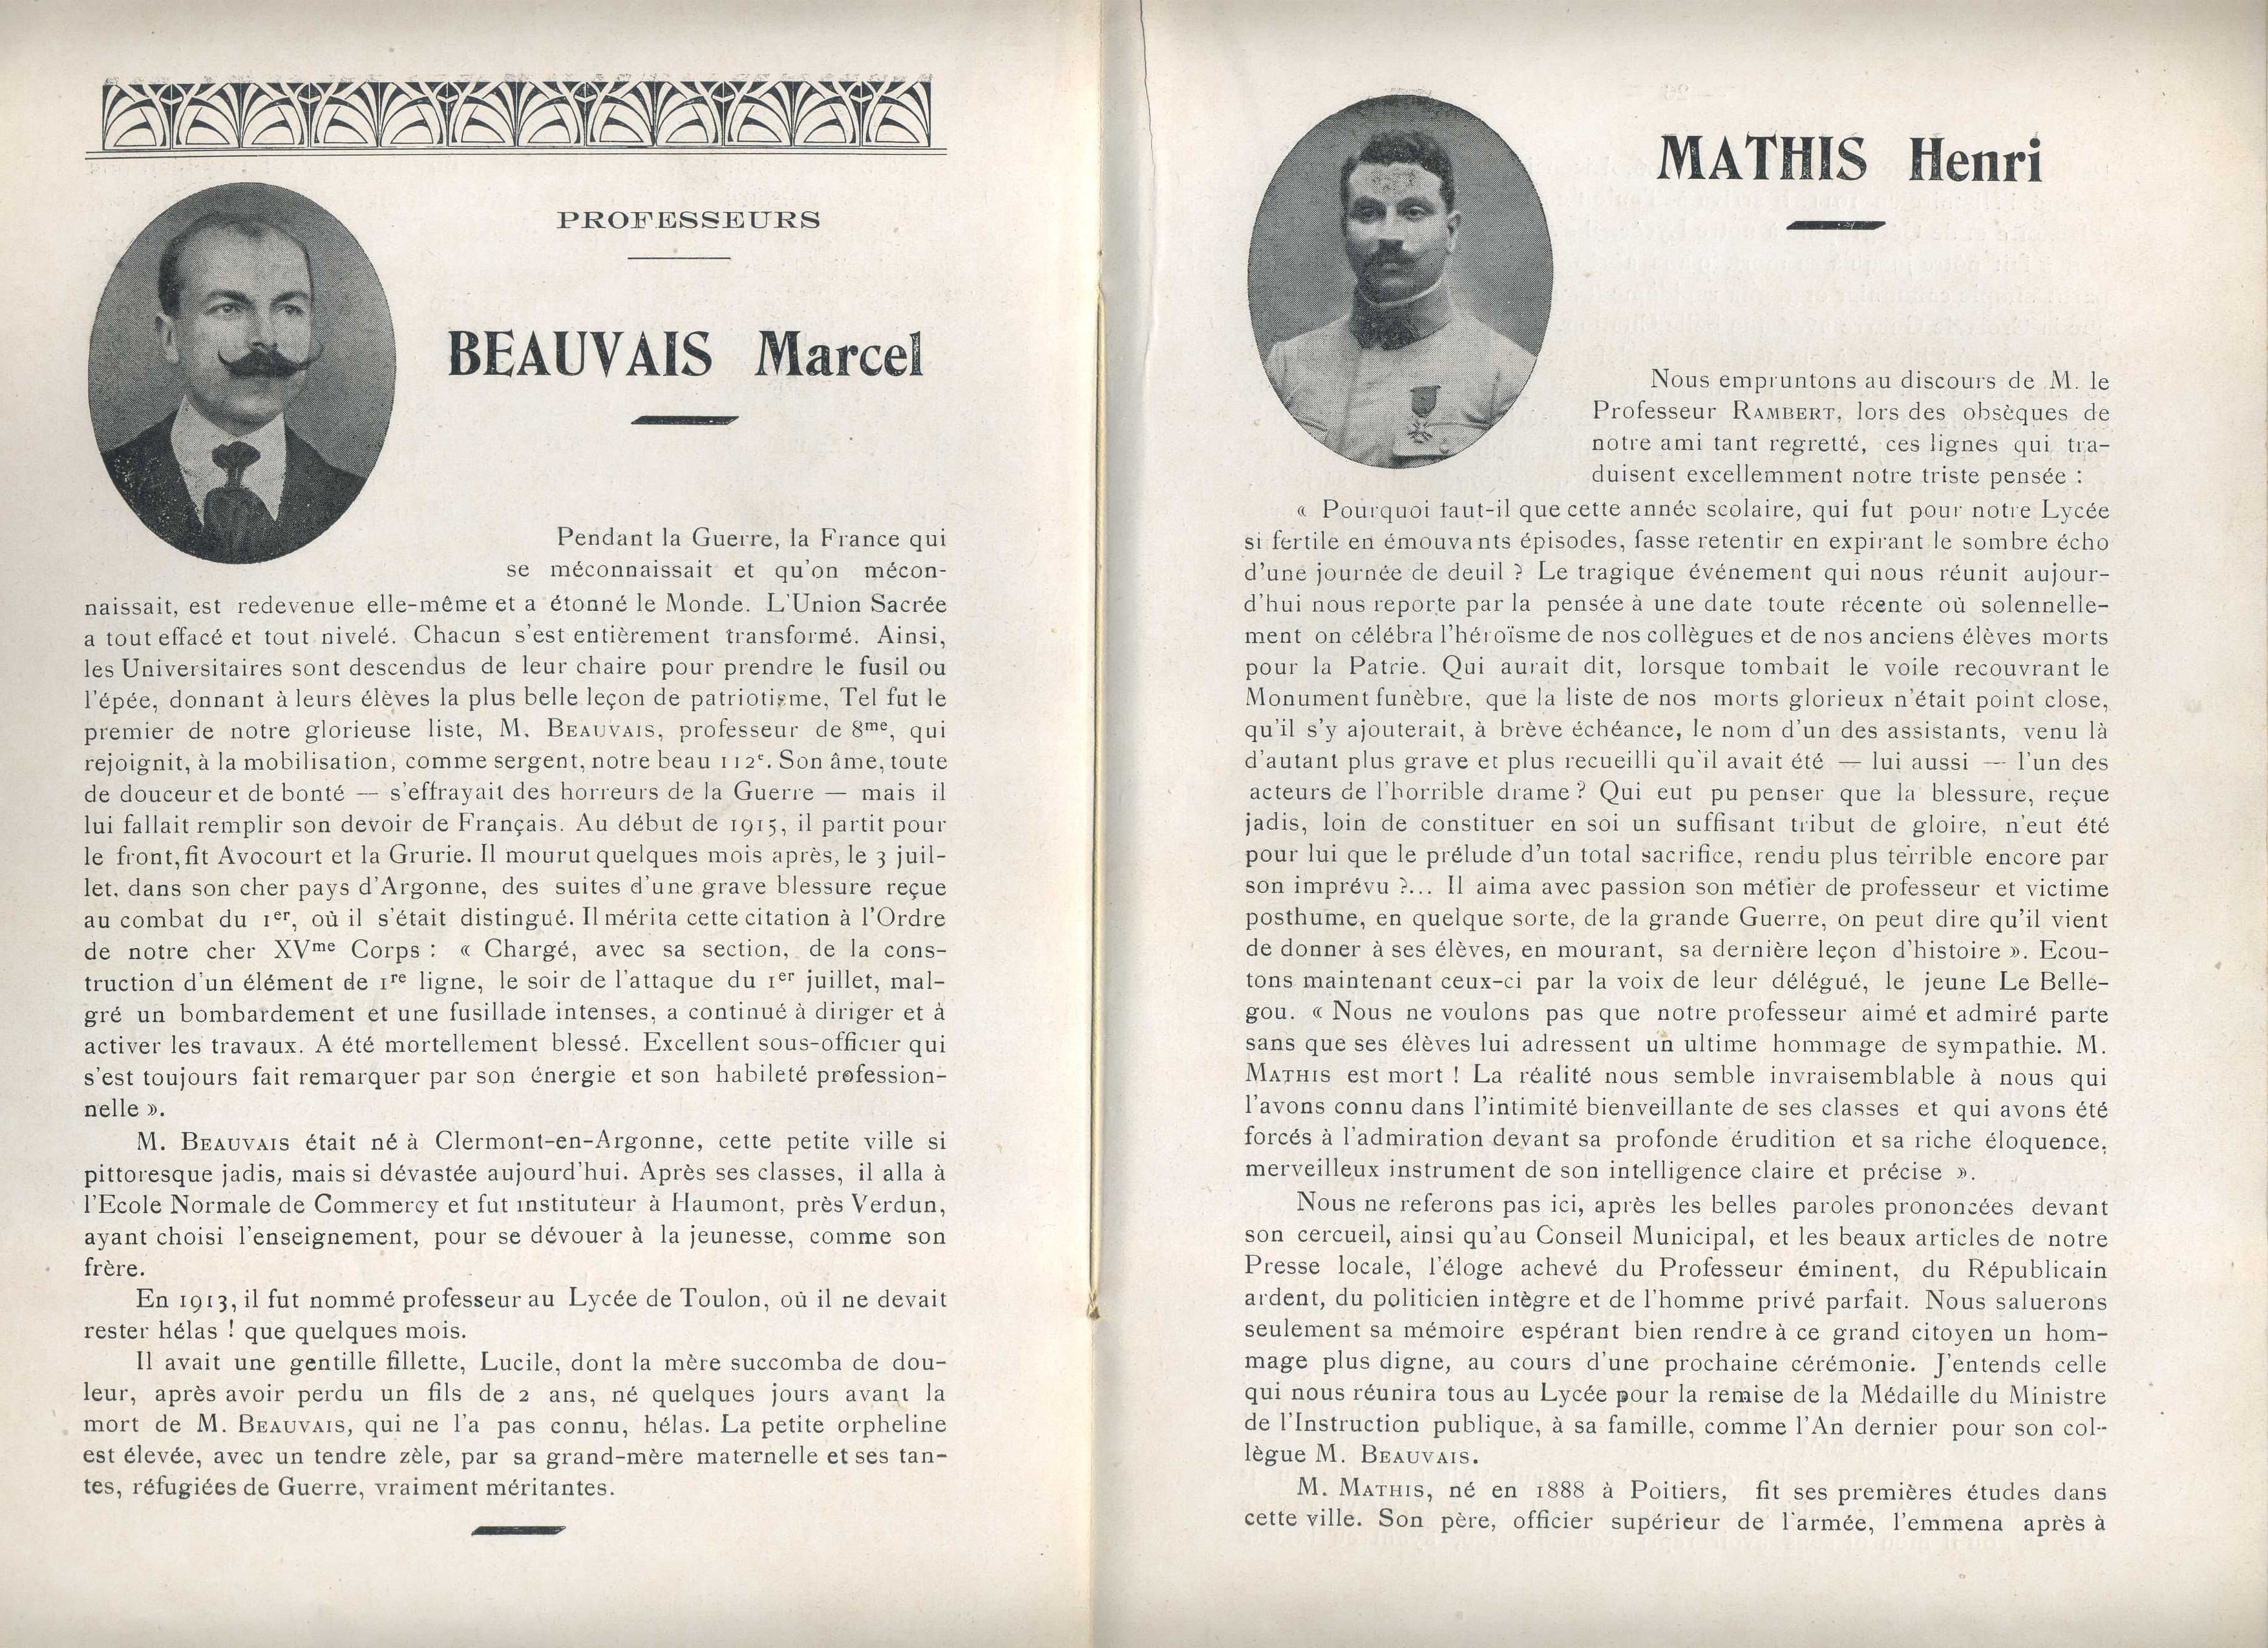 PROFESSEURS
BEAUVAIS Marcel
Pendant la Guerre, la France qui
se méconnaissait et qu'on mécon-
naissait, est redevenue elle-même et a étonné le Monde. L'Union Sacrée
a tout effacé et tout nivelé. Chacun s'est entièrement transformé. Ainsi,
les Universitaires sont descendus de leur chaire pour prendre le fusil ou
l'épée, donnant à leurs élèves la plus belle leçon de patriotisme, Tel fut le
premier de notre glorieuse liste, M. BEAUVAIS, professeur de 8me, qui
rejoignit, à la mobilisation, comme sergent, notre beau 112e. Son âme, toute
de douceur et de bonté — s'effrayait des horreurs de la Guerre — mais il
lui fallait remplir son devoir de Français. Au début de 1915, il partit pour
le front, fit Avocourt et la Grurie. Il mourut quelques mois après, le 3 juil-
let, dans son cher pays d'Argonne, des suites d'une grave blessure reçue
au combat du 1er, où il s'était distingué. Il mérita cette citation à l'Ordre
de notre cher XVme Corps : « Chargé, avec sa section, de la cons-
truction d'un élément de 1re ligne, le soir de l'attaque du 1er juillet, mal-
gré un bombardement et une fusillade intenses, a continué à diriger et à
activer les travaux. A été mortellement blessé. Excellent sous-officier qui
s'est toujours fait remarquer par son énergie et son habileté profession-
nelle ».
M. BEAUVAIS était né à Clermont-en-Argonne, cette petite ville si
pittoresque jadis, mais si dévastée aujourd'hui. Après ses classes, il alla à
l'Ecole Normale de Commercy et fut instituteur à Haumont, près Verdun,
ayant choisi l'enseignement, pour se dévouer à la jeunesse, comme son
frère.
En 1913, il fut nommé professeur au Lycée de Toulon, où il ne devait
rester hélas ! que quelques mois.
Il avait une gentille fillette, Lucile, dont la mère succomba de dou-
leur, après avoir perdu un fils de 2 ans, né quelques jours avant la
mort de M. BEAUVAIS, qui ne l'a pas connu, hélas. La petite orpheline
est élevée, avec un tendre zèle, par sa grand-mère maternelle et ses tan-
tes, réfugiées de Guerre, vraiment méritantes.
MATHIS Henri
Nous empruntons au discours de M. le
Professeur RAMBERT, lors des obsèques de
notre ami tant regretté, ces lignes qui tra-
duisent excellemment notre triste pensée :
« Pourquoi faut-il que cette année scolaire, qui fut pour notre Lycée
si fertile en émouvants épisodes, fasse retentir en expirant le sombre écho
d'une journée de deuil ? Le tragique événement qui nous réunit aujour-
d'hui nous reporte par la pensée à une date toute récente où solennelle-
ment on célébra l'héroïsme de nos collègues et de nos anciens élèves morts
pour la Patrie. Qui aurait dit, lorsque tombait le voile recouvrant le
Monument funèbre, que la liste de nos morts glorieux n'était point close,
qu'il s'y ajouterait, à brève échéance, le nom d'un des assistants, venu là
d'autant plus grave et plus recueilli qu'il avait été — lui aussi — l'un des
acteurs de l'horrible drame ? Qui eut pu penser que la blessure, reçue
jadis, loin de constituer en soi un suffisant tribut de gloire, n'eut été
pour lui que le prélude d'un total sacrifice, rendu plus terrible encore par
son imprévu ?... Il aima avec passion son métier de professeur et victime
posthume, en quelque sorte, de la grande Guerre, on peut dire qu'il vient
de donner à ses élèves, en mourant, sa dernière leçon d'histoire ». Ecou-
tons maintenant ceux-ci par la voix de leur délégué, le jeune Le Belle-
gou. « Nous ne voulons pas que notre professeur aimé et admiré parte
sans que ses élèves lui adressent un ultime hommage de sympathie. M.
MATHIS est mort ! La réalité nous semble invraisemblable à nous qui
l'avons connu dans l'intimité bienveillante de ses classes et qui avons été
forcés à l'admiration devant sa profonde érudition et sa riche éloquence,
merveilleux instrument de son intelligence claire et précise ».
Nous ne referons pas ici, après les belles paroles prononcées devant
son cercueil, ainsi qu'au Conseil Municipal, et les beaux articles de notre
Presse locale, l'éloge achevé du Professeur éminent, du Républicain
ardent, du politicien intègre et de l'homme privé parfait. Nous saluerons
seulement sa mémoire espérant bien rendre à ce grand citoyen un hom-
mage plus digne, au cours d'une prochaine cérémonie. J'entends celle
qui nous réunira tous au Lycée pour la remise de la Médaille du Ministre
de l'Instruction publique, à sa famille, comme l'An dernier pour son col-
lègue M. BEAUVAIS.
M. MATHIS, né en 1888 à Poitiers, fit ses premières études dans
cette ville. Son père, officier supérieur de l'armée, l'emmena après à